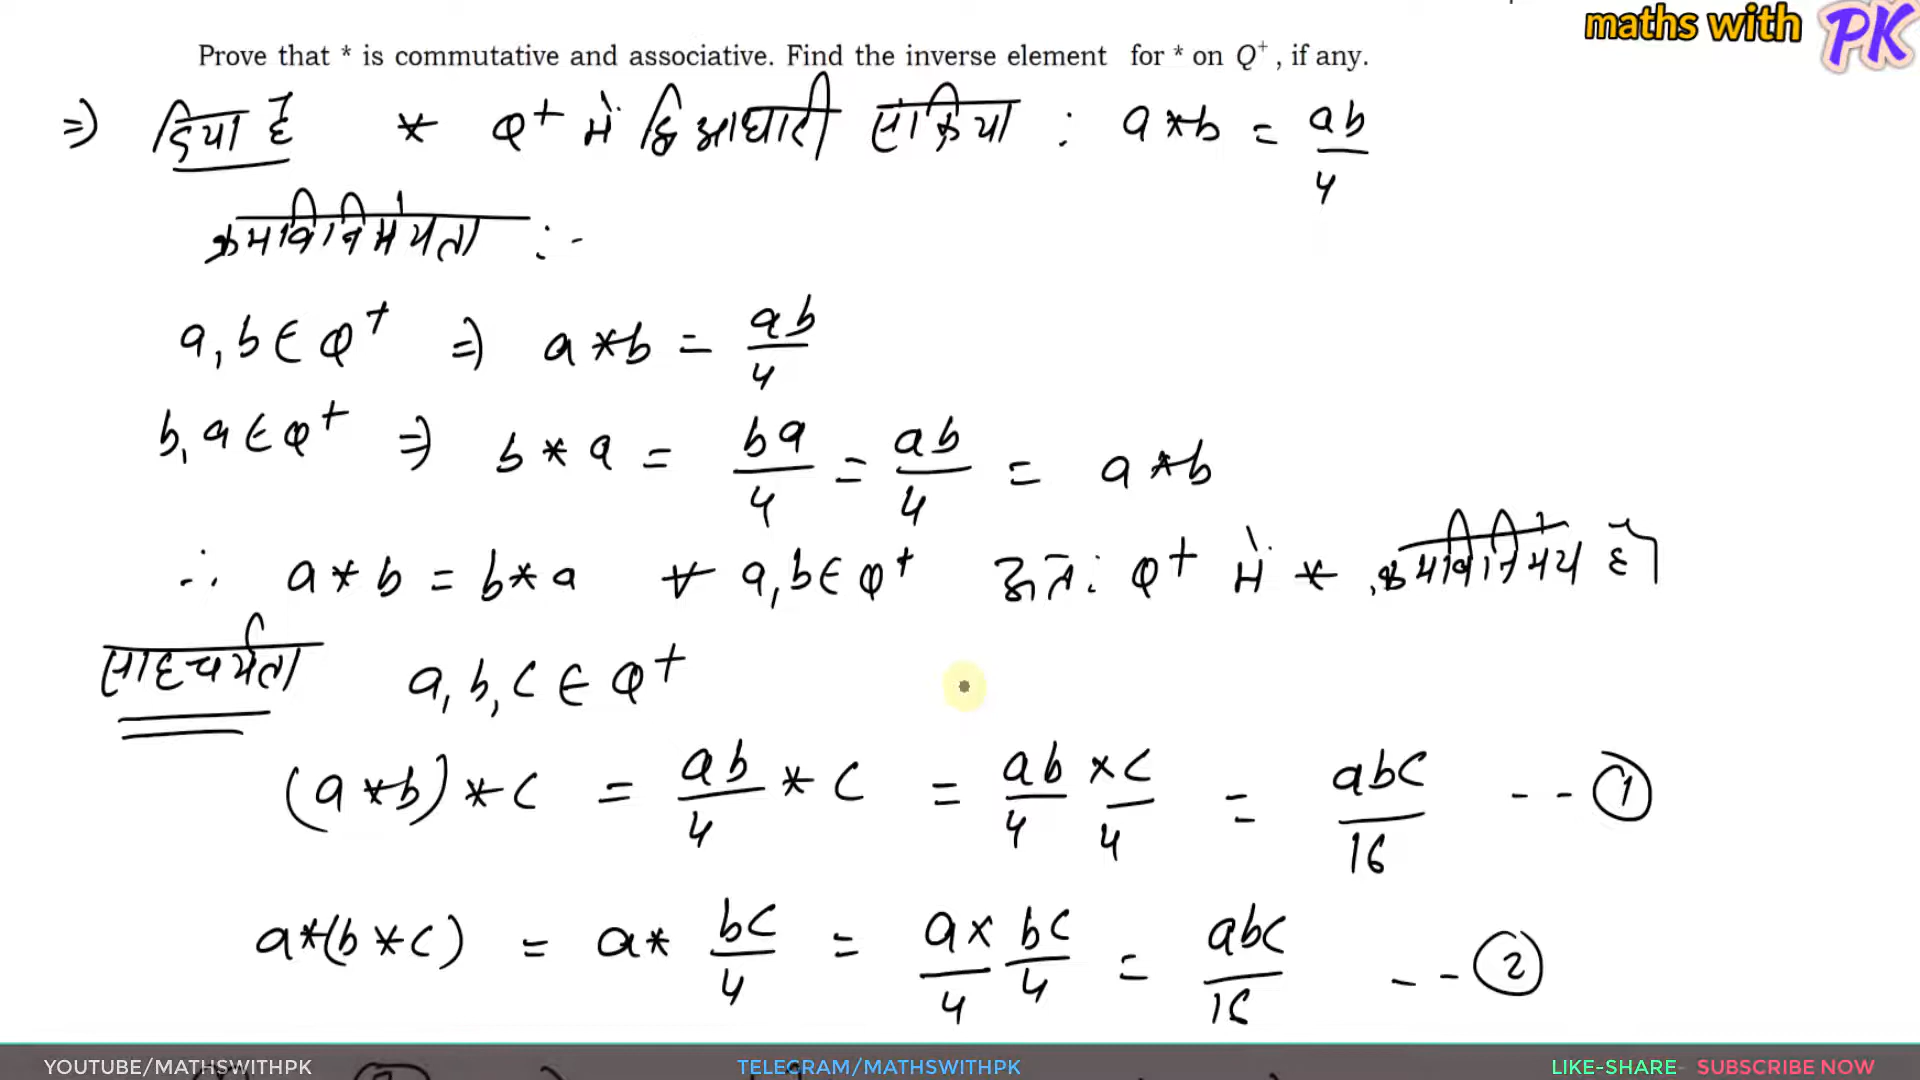 maths with PK
Prove that * is commutative and associative. Find the inverse element for * on Q⁺, if any.
⇒ दिया है * Q⁺ में द्विआधारी संक्रिया : a*b = ab/4
क्रमविनिमेयता :-
a, b ∈ Q⁺ ⇒ a*b = ab/4
b, a ∈ Q⁺ ⇒ b*a = ba/4 = ab/4 = a*b
∴ a*b = b*a ∀ a, b ∈ Q⁺ अतः Q⁺ में * क्रमविनिमेय है।
साहचर्यता a, b, c ∈ Q⁺
(a*b)*c = ab/4 * c = ab/4 × c/4 = abc/16 -- ①
a*(b*c) = a* bc/4 = a/4 × bc/4 = abc/16 -- ②
YOUTUBE/MATHSWITHPK TELEGRAM/MATHSWITHPK LIKE-SHARE- SUBSCRIBE NOW